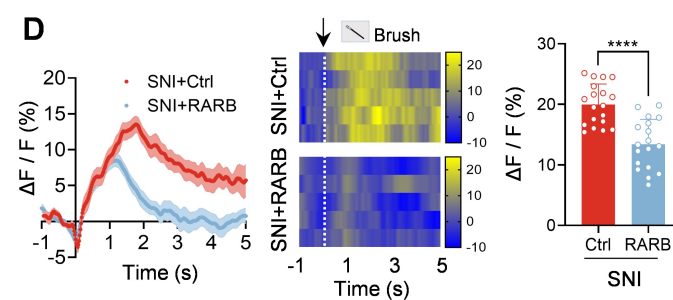 D
ΔF / F (%)
20
15
10
5
-5
SNI+Ctrl
SNI+RARB
-1
0
1
2
3
4
5
Time (s)
Brush
SNI+Ctrl
20
10
0
-10
SNI+RARB
20
10
0
-10
-1
1
3
5
Time (s)
ΔF / F (%)
30
20
10
0
****
Ctrl
RARB
SNI